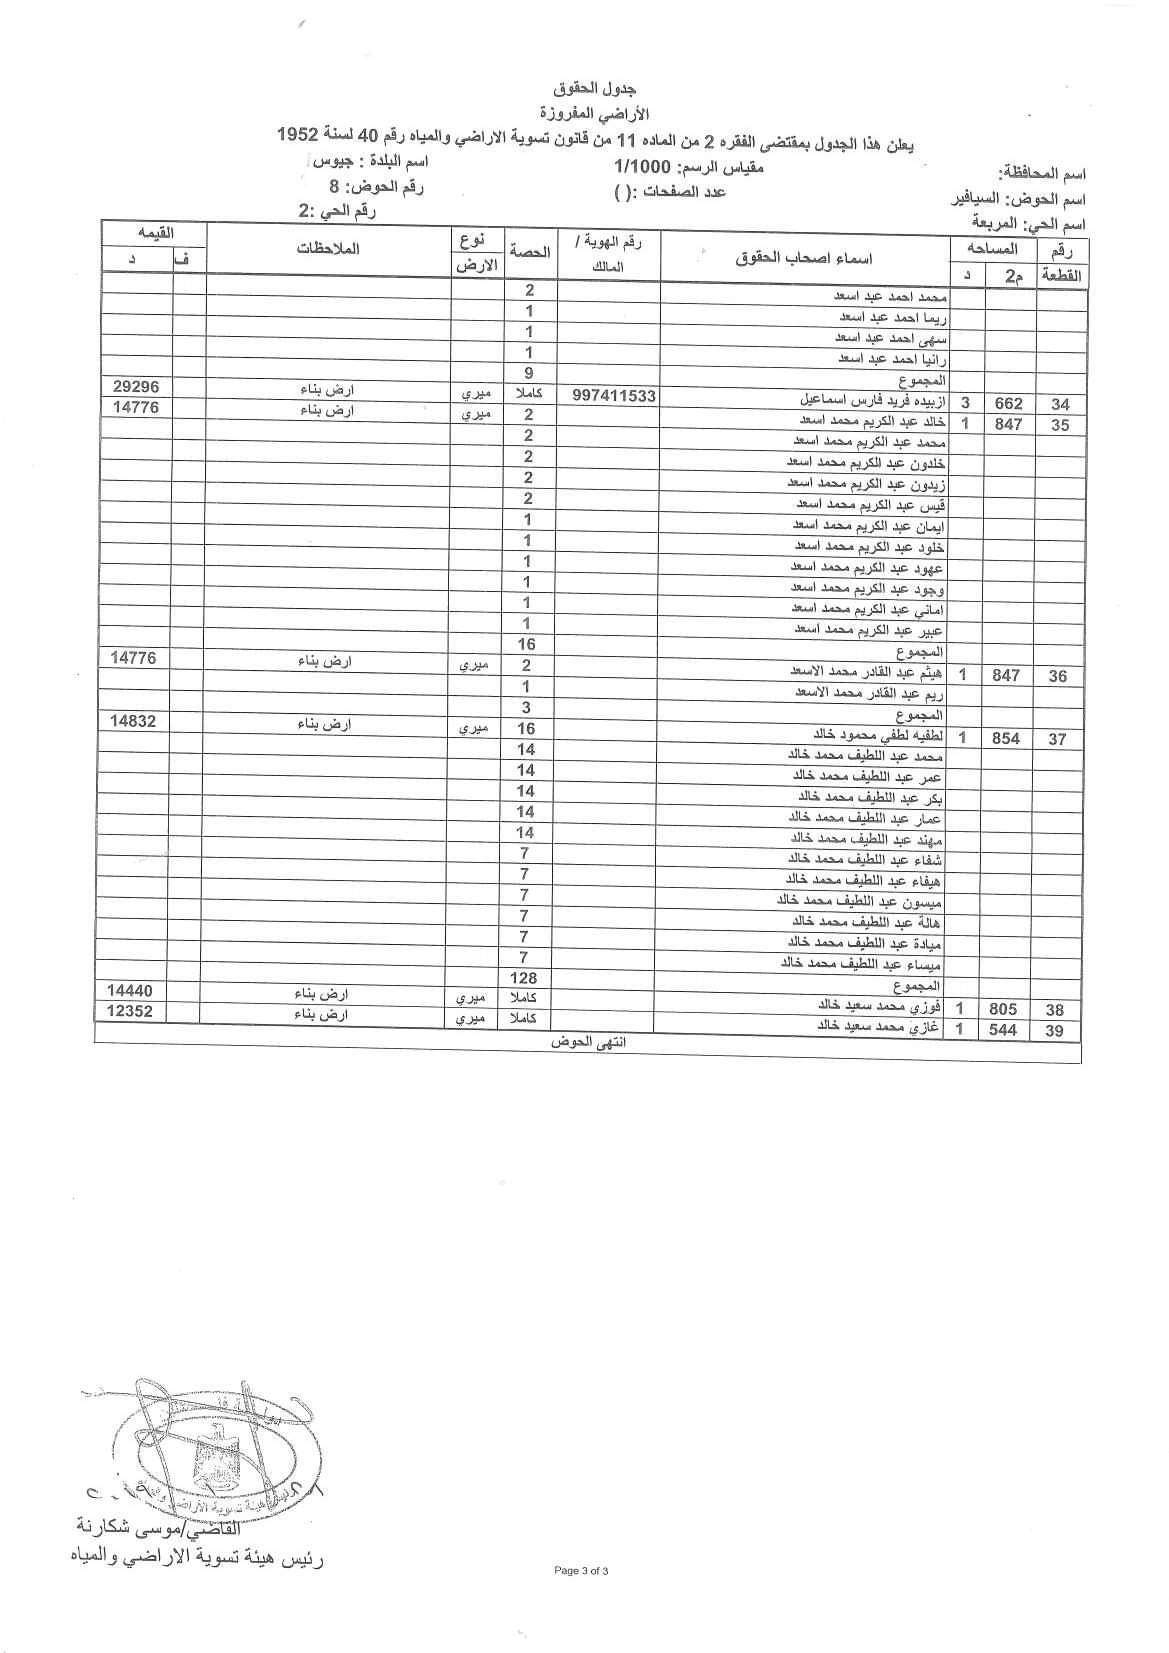 جدول الحقوق
الأراضي المفروزة
يعلن هذا الجدول بمقتضى الفقره 2 من الماده 11 من قانون تسوية الاراضي والمياه رقم 40 لسنة 1952
اسم المحافظة: مقياس الرسم: 1/1000 اسم البلدة : جيوس
اسم الحوض: السيافير عدد الصفحات :( ) رقم الحوض: 8
اسم الحي: المربعة رقم الحي :2
رقم القطعة المساحه م2 د اسماء اصحاب الحقوق رقم الهوية / المالك الحصة نوع الارض الملاحظات القيمه ف د
محمد احمد عبد اسعد 2
ريما احمد عبد اسعد 1
سهى احمد عبد اسعد 1
رانيا احمد عبد اسعد 1
المجموع 9
34 662 3 ازبيده فريد فارس اسماعيل 997411533 كاملا ميري ارض بناء 29296
35 847 1 خالد عبد الكريم محمد اسعد 2 ميري ارض بناء 14776
محمد عبد الكريم محمد اسعد 2
خلدون عبد الكريم محمد اسعد 2
زيدون عبد الكريم محمد اسعد 2
قيس عبد الكريم محمد اسعد 2
ايمان عبد الكريم محمد اسعد 1
خلود عبد الكريم محمد اسعد 1
عهود عبد الكريم محمد اسعد 1
وجود عبد الكريم محمد اسعد 1
اماني عبد الكريم محمد اسعد 1
عبير عبد الكريم محمد اسعد 1
المجموع 16
36 847 1 هيثم عبد القادر محمد الاسعد 2 ميري ارض بناء 14776
ريم عبد القادر محمد الاسعد 1
المجموع 3
37 854 1 لطفيه لطفي محمود خالد 16 ميري ارض بناء 14832
محمد عبد اللطيف محمد خالد 14
عمر عبد اللطيف محمد خالد 14
بكر عبد اللطيف محمد خالد 14
عمار عبد اللطيف محمد خالد 14
مهند عبد اللطيف محمد خالد 14
شفاء عبد اللطيف محمد خالد 7
هيفاء عبد اللطيف محمد خالد 7
ميسون عبد اللطيف محمد خالد 7
هالة عبد اللطيف محمد خالد 7
ميادة عبد اللطيف محمد خالد 7
ميساء عبد اللطيف محمد خالد 7
المجموع 128
38 805 1 فوزي محمد سعيد خالد كاملا ميري ارض بناء 14440
39 544 1 غازي محمد سعيد خالد كاملا ميري ارض بناء 12352
انتهى الحوض
هيئة تسوية الأراضي
القاضي/موسى شكارنة
رئيس هيئة تسوية الاراضي والمياه
Page 3 of 3